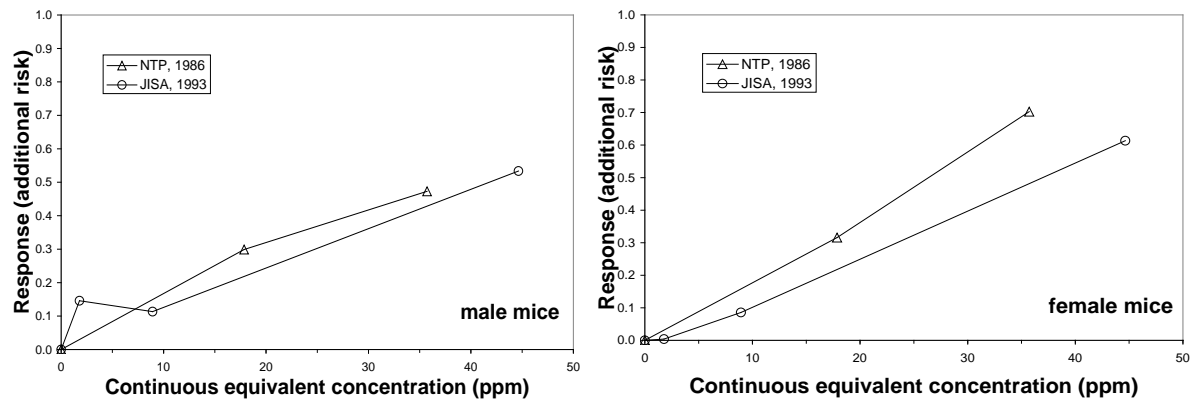 1.0
0.9
0.8
0.7
0.6
0.5
0.4
0.3
0.2
0.1
0.0
Response (additional risk)
NTP, 1986
JISA, 1993
male mice
0 10 20 30 40 50
Continuous equivalent concentration (ppm)
1.0
0.9
0.8
0.7
0.6
0.5
0.4
0.3
0.2
0.1
0.0
Response (additional risk)
NTP, 1986
JISA, 1993
female mice
0 10 20 30 40 50
Continuous equivalent concentration (ppm)